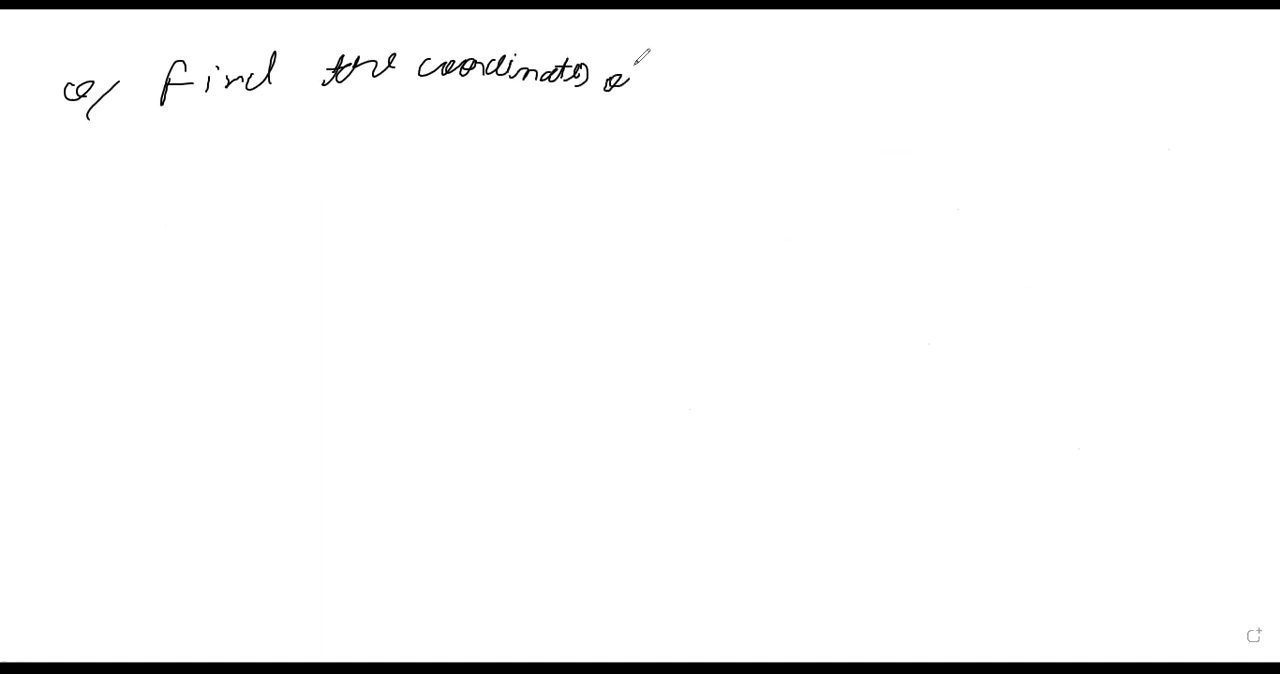 Q/ Find the coordinates o